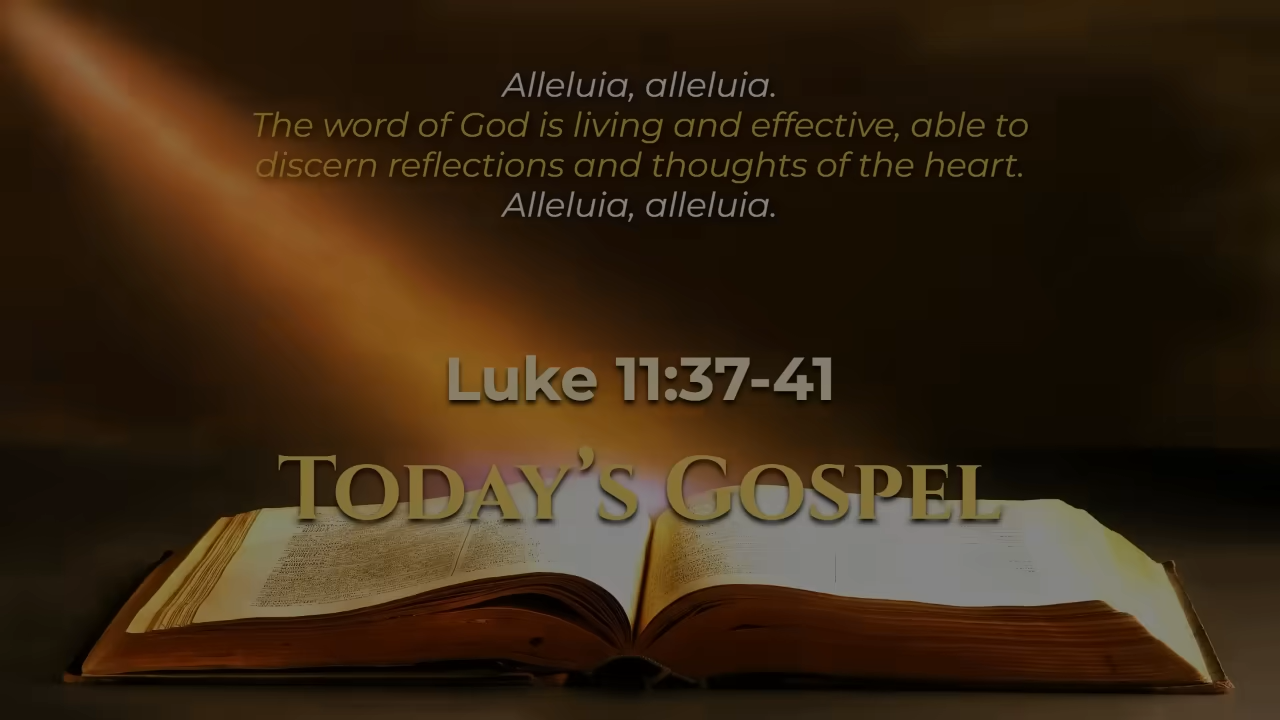 Alleluia, alleluia.
The word of God is living and effective, able to
discern reflections and thoughts of the heart.
Alleluia, alleluia.
Luke 11:37-41
Today's Gospel